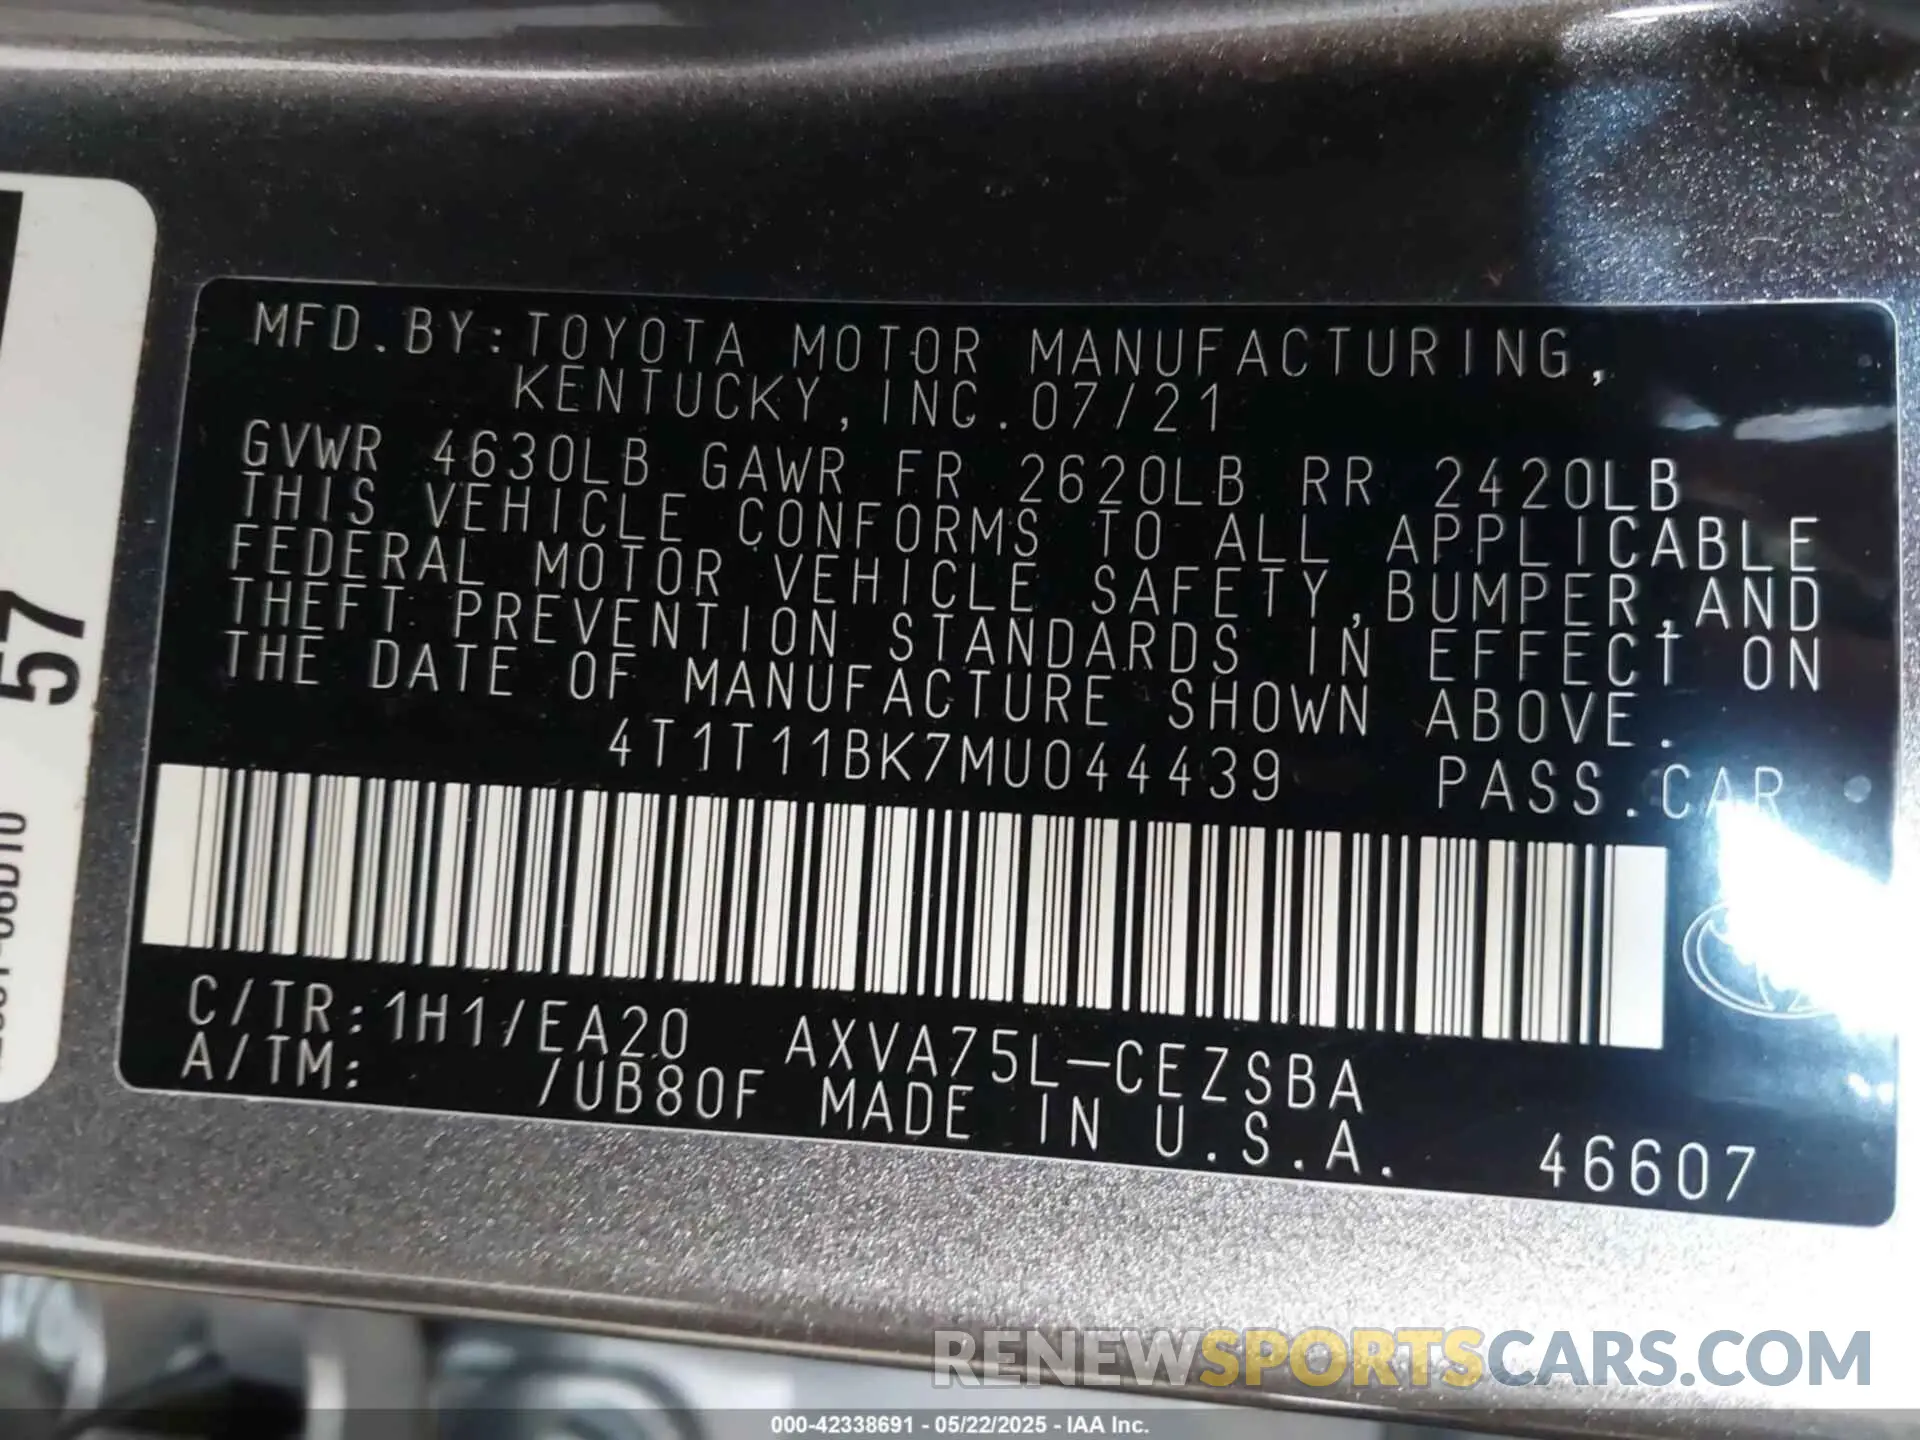 MFD.BY:TOYOTA MOTOR MANUFACTURING,
KENTUCKY, INC.07/21
GVWR 4630LB GAWR FR 2620LB RR 2420LB
THIS VEHICLE CONFORMS TO ALL APPLICABLE
FEDERAL MOTOR VEHICLE SAFETY,BUMPER,AND
THEFT PREVENTION STANDARDS IN EFFECT ON
THE DATE OF MANUFACTURE SHOWN ABOVE.
4T1T11BK7MU044439 PASS.CAR
C/TR:1H1/EA20 AXVA75L-CEZSBA
A/TM: /UB80F MADE IN U.S.A. 46607
57
RENEWSPORTSCARS.COM
000-42338691 - 05/22/2025 - IAA Inc.